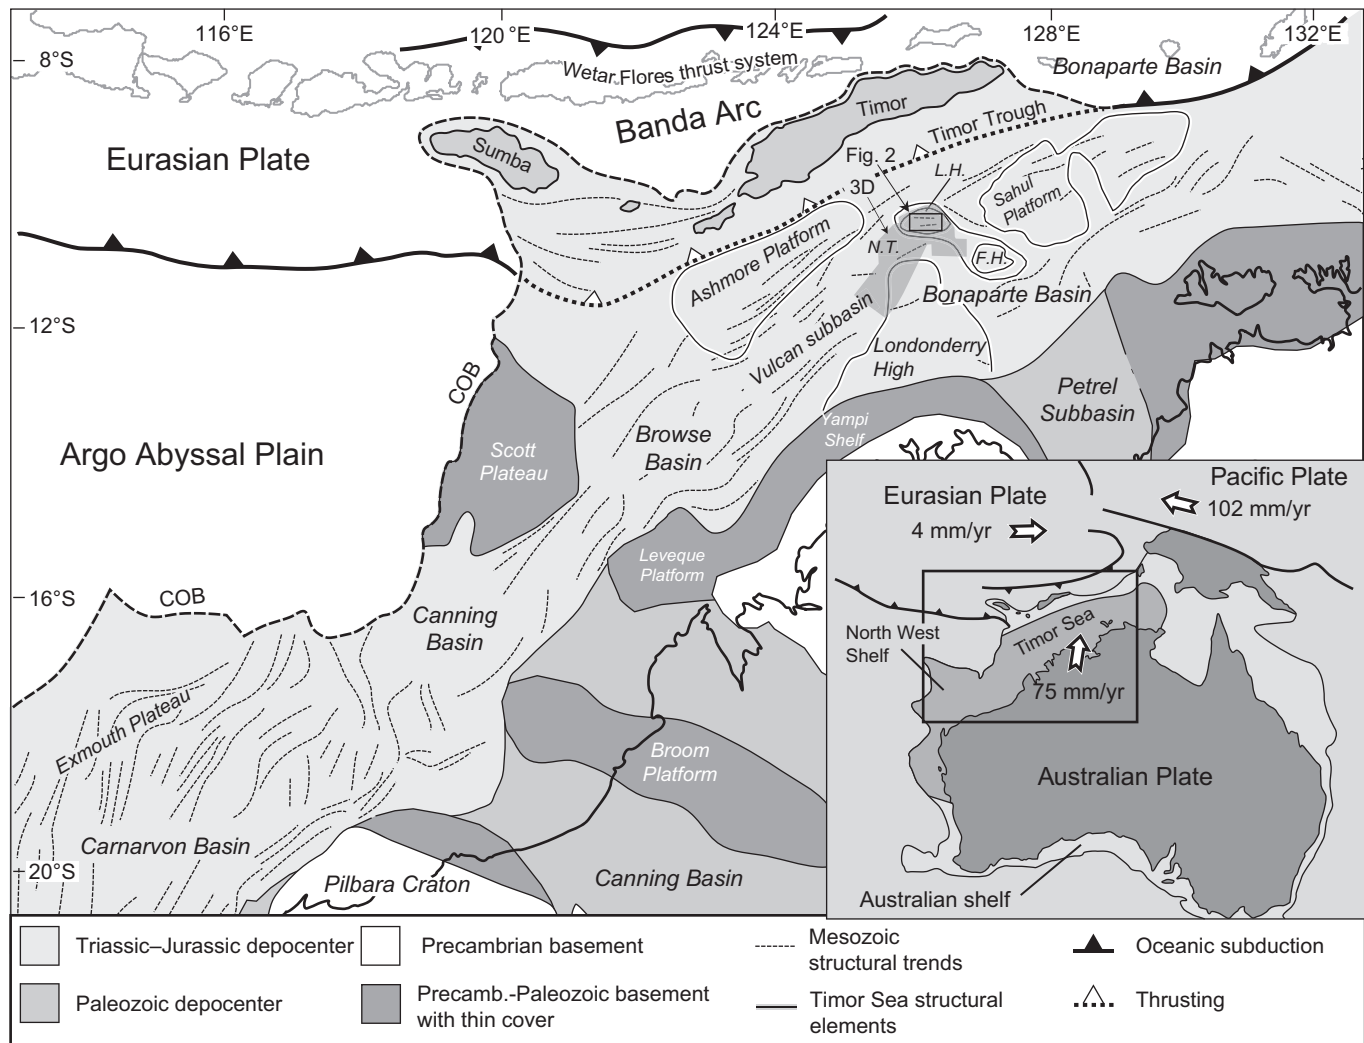 116°E
120°E
124°E
128°E
132°E
8°S
Wetar Flores thrust system
Bonaparte Basin
Banda Arc
Timor
Timor Trough
Eurasian Plate
Sumba
Fig. 2
L.H.
3D
Sahul
Platform
Ashmore Platform
N.T.
F.H.
Bonaparte Basin
12°S
Vulcan subbasin
Londonderry
High
COB
Petrel
Subbasin
Yampi
Shelf
Browse
Basin
Scott
Plateau
Argo Abyssal Plain
Leveque
Platform
16°S
COB
Canning
Basin
Exmouth Plateau
Broom
Platform
Carnarvon Basin
20°S
Pilbara Craton
Canning Basin
Pacific Plate
Eurasian Plate
102 mm/yr
4 mm/yr
North West
Shelf
Timor Sea
75 mm/yr
Australian Plate
Australian shelf
Triassic–Jurassic depocenter
Precambrian basement
Mesozoic
structural trends
Oceanic subduction
Paleozoic depocenter
Precamb.-Paleozoic basement
with thin cover
Timor Sea structural
elements
Thrusting